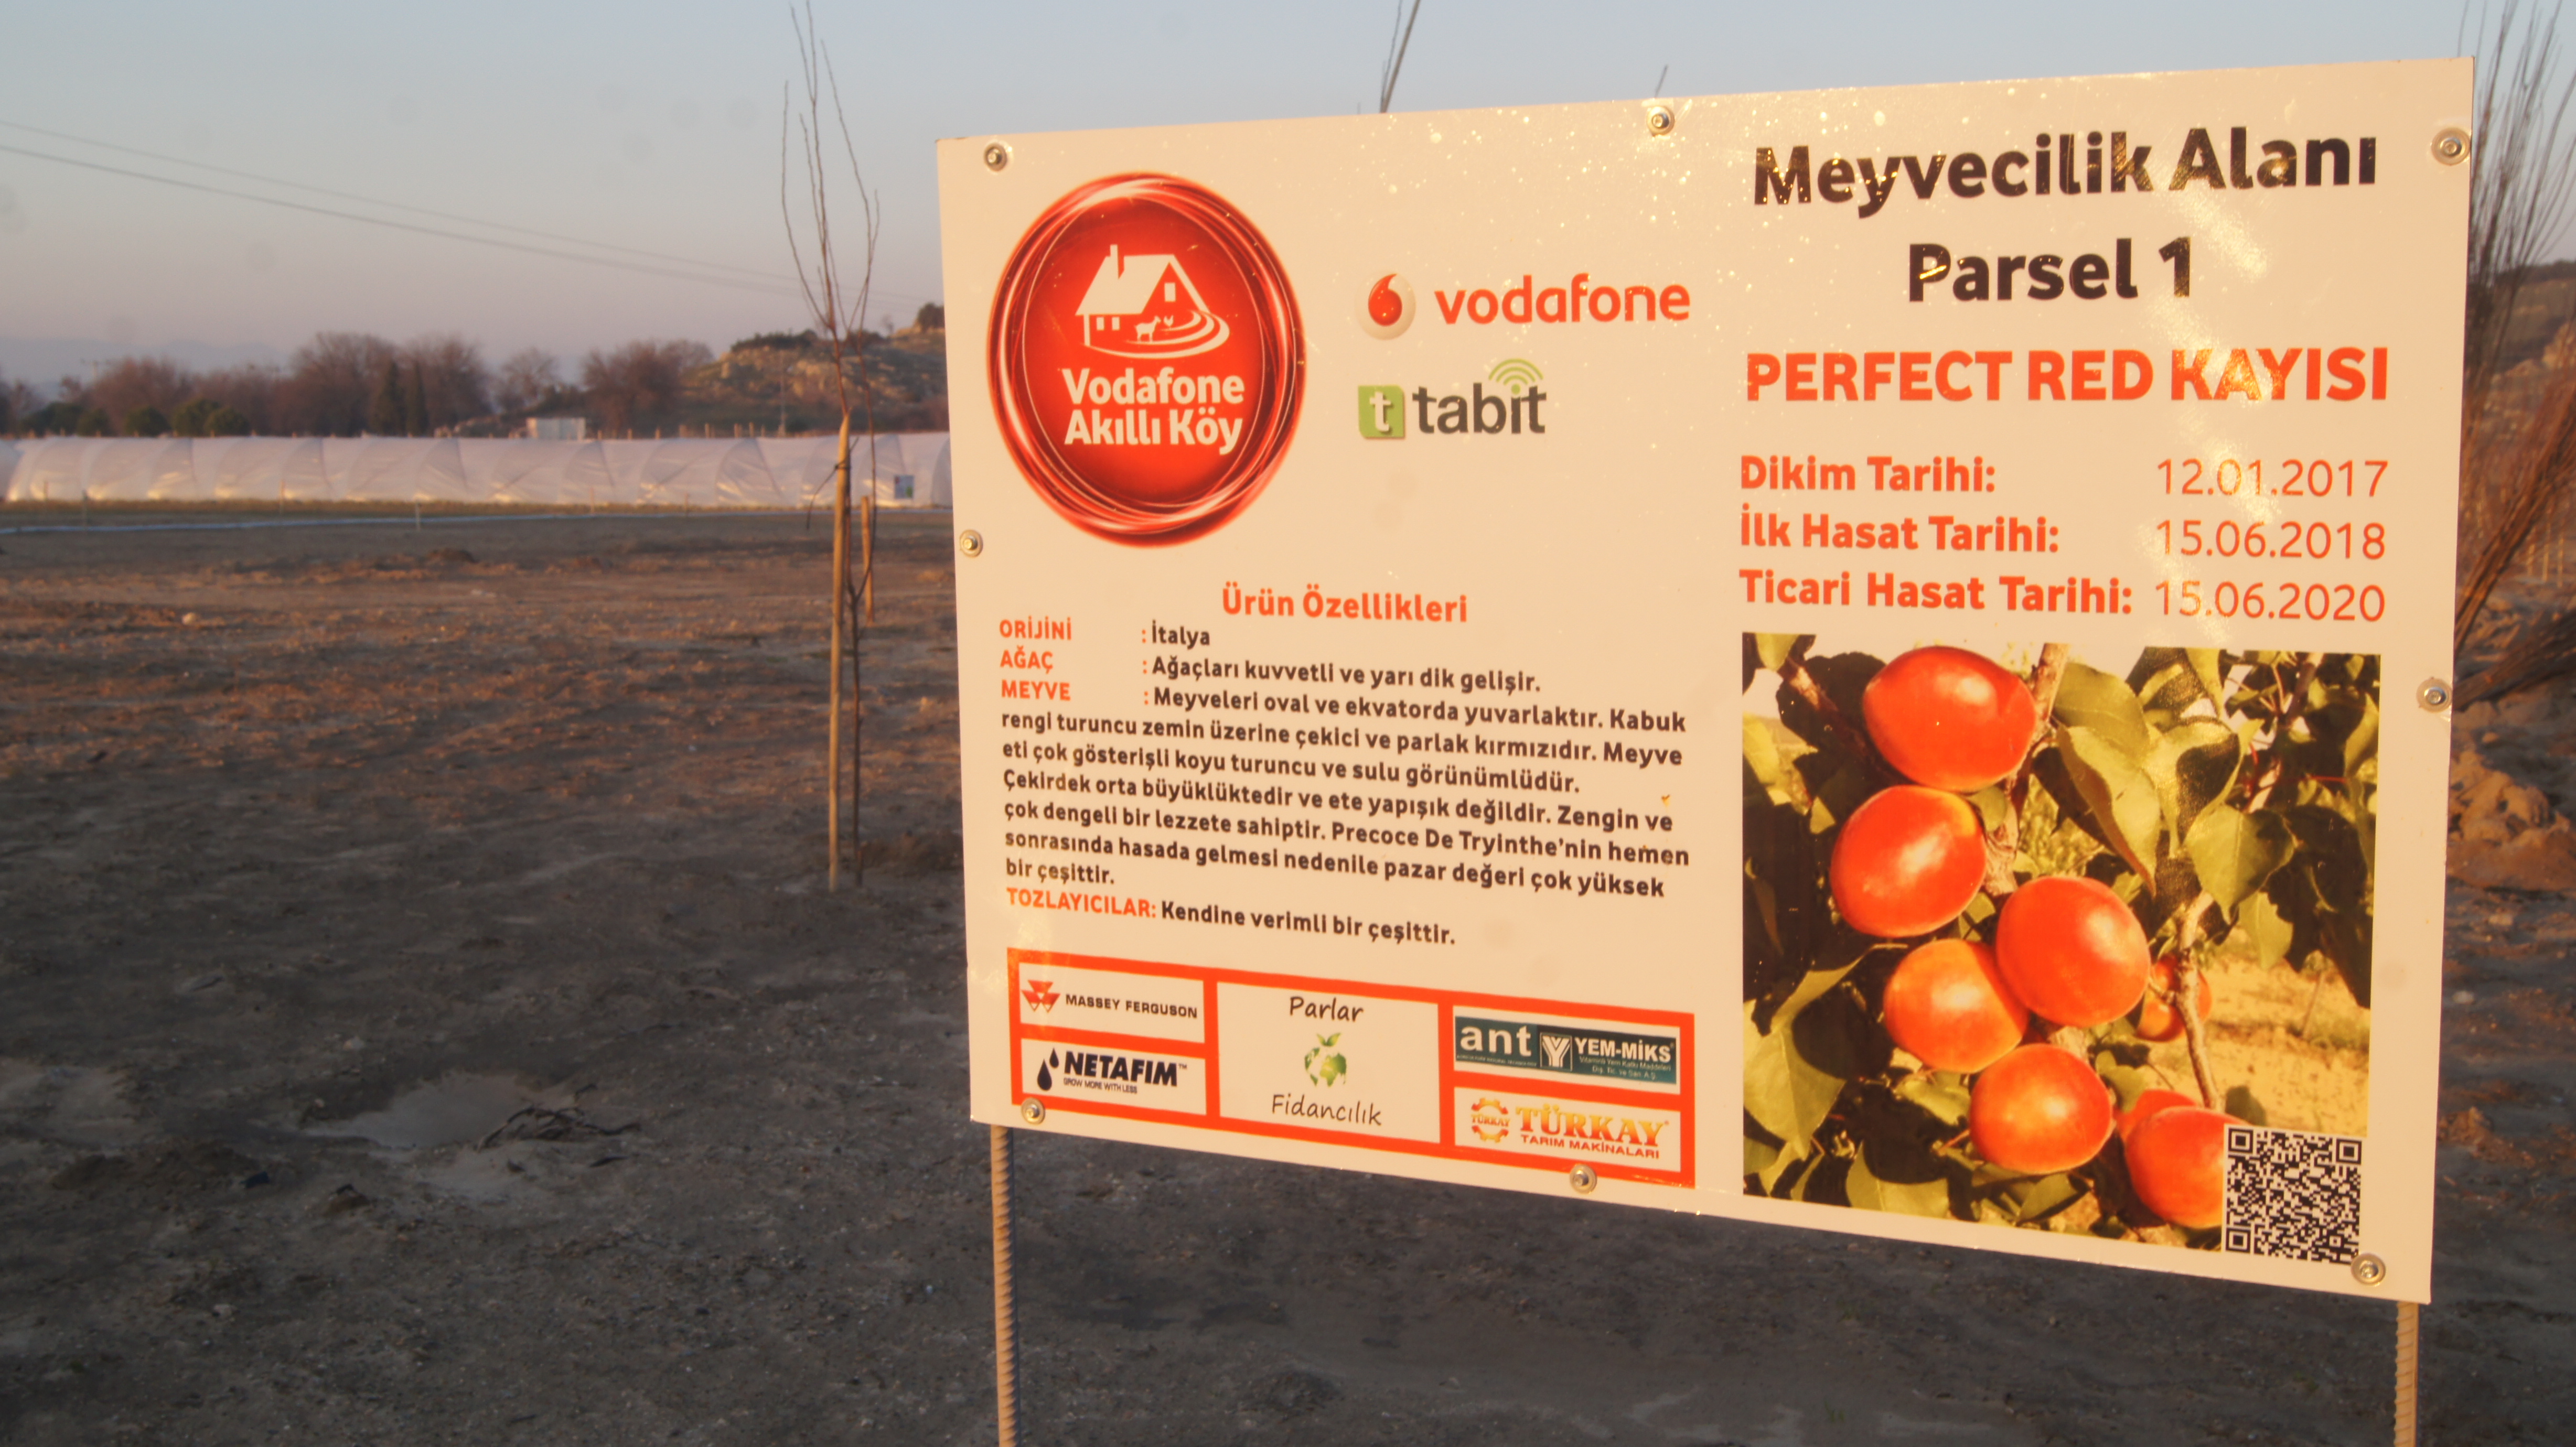 Meyvecilik Alanı
Parsel 1
PERFECT RED KAYISI
Dikim Tarihi: 12.01.2017
İlk Hasat Tarihi: 15.06.2018
Ticari Hasat Tarihi: 15.06.2020
Vodafone
Akıllı Köy
vodafone
t tabit
Ürün Özellikleri
ORİJİNİ : İtalya
AĞAÇ : Ağaçları kuvvetli ve yarı dik gelişir.
MEYVE : Meyveleri oval ve ekvatorda yuvarlaktır. Kabuk
rengi turuncu zemin üzerine çekici ve parlak kırmızıdır. Meyve
eti çok gösterişli koyu turuncu ve sulu görünümlüdür.
Çekirdek orta büyüklüktedir ve ete yapışık değildir. Zengin ve
çok dengeli bir lezzete sahiptir. Precoce De Tryinthe'nin hemen
sonrasında hasada gelmesi nedenile pazar değeri çok yüksek
bir çeşittir.
TOZLAYICILAR: Kendine verimli bir çeşittir.
MASSEY FERGUSON
NETAFIM™
GROW MORE WITH LESS
Parlar
Fidancılık
ant
YEM-MİKS
TÜRKAY
TÜRKAY
TARIM MAKİNALARI